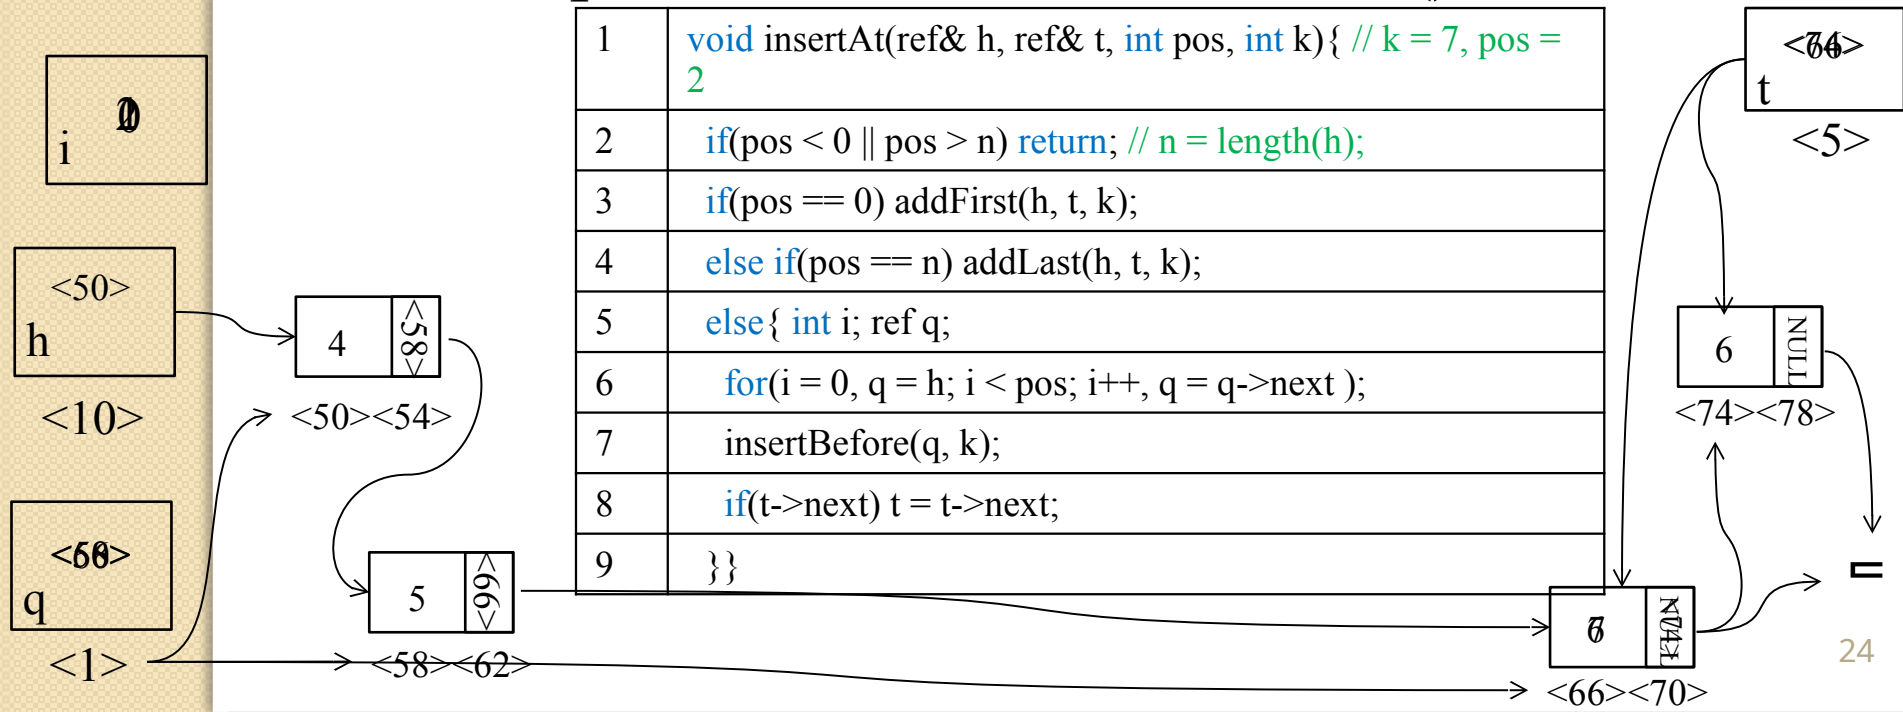 1 void insertAt(ref& h, ref& t, int pos, int k){ // k = 7, pos =
2
2 if(pos < 0 || pos > n) return; // n = length(h);
3 if(pos == 0) addFirst(h, t, k);
4 else if(pos == n) addLast(h, t, k);
5 else{ int i; ref q;
6 for(i = 0, q = h; i < pos; i++, q = q->next );
7 insertBefore(q, k);
8 if(t->next) t = t->next;
9 }}
i
<50>
h
<10>
q
<1>
4 <58>
<50><54>
5 <66>
<58><62>
t
<5>
6 NULL
<74><78>
<66><70>
24